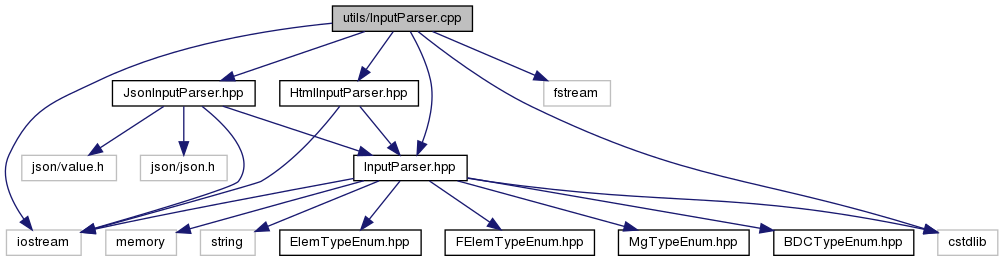 utils/InputParser.cpp
JsonInputParser.hpp
HtmlInputParser.hpp
fstream
json/value.h
json/json.h
InputParser.hpp
iostream
memory
string
ElemTypeEnum.hpp
FElemTypeEnum.hpp
MgTypeEnum.hpp
BDCTypeEnum.hpp
cstdlib